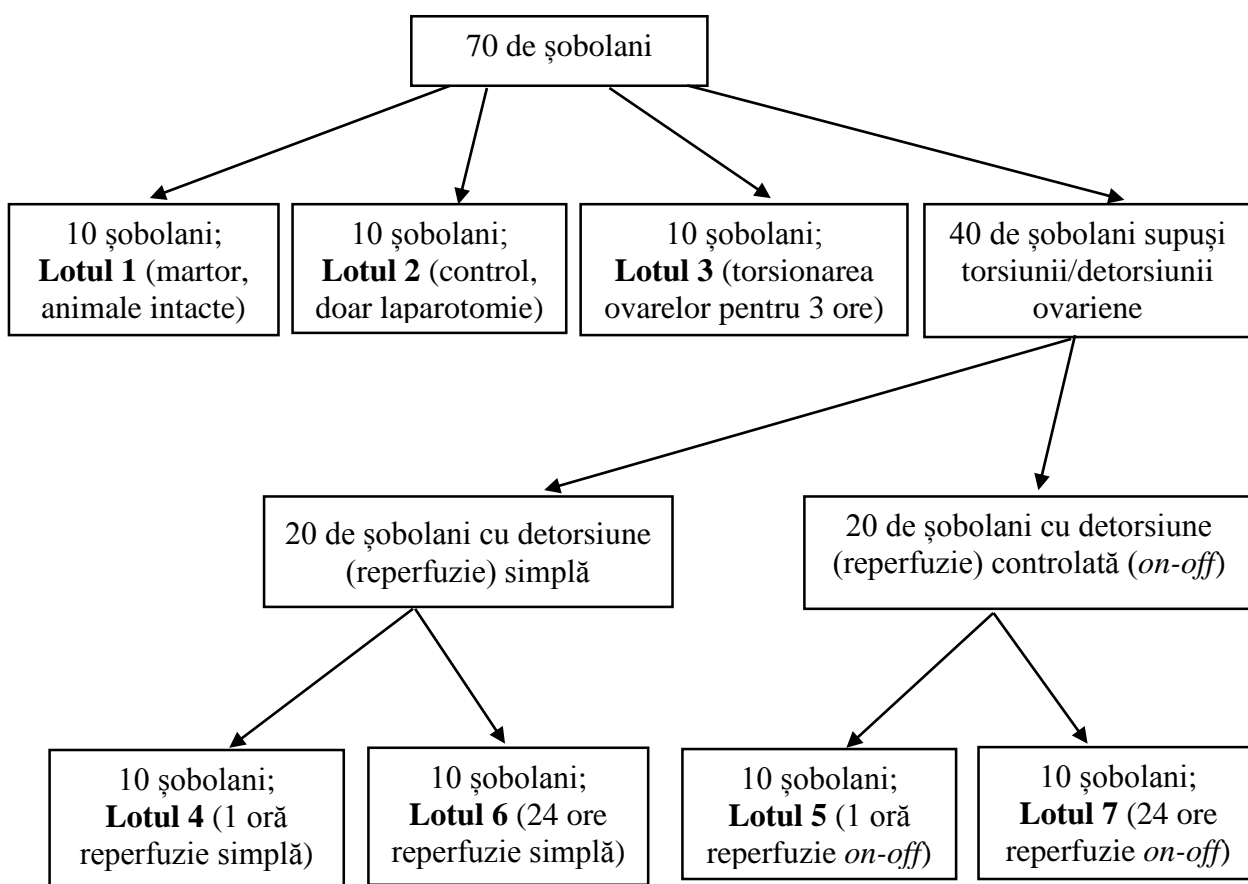 70 de șobolani
10 șobolani;
Lotul 1 (martor,
animale intacte)
10 șobolani;
Lotul 2 (control,
doar laparotomie)
10 șobolani;
Lotul 3 (torsionarea
ovarelor pentru 3 ore)
40 de șobolani supuși
torsiunii/detorsiunii
ovariene
20 de șobolani cu detorsiune
(reperfuzie) simplă
20 de șobolani cu detorsiune
(reperfuzie) controlată (on-off)
10 șobolani;
Lotul 4 (1 oră
reperfuzie simplă)
10 șobolani;
Lotul 6 (24 ore
reperfuzie simplă)
10 șobolani;
Lotul 5 (1 oră
reperfuzie on-off)
10 șobolani;
Lotul 7 (24 ore
reperfuzie on-off)